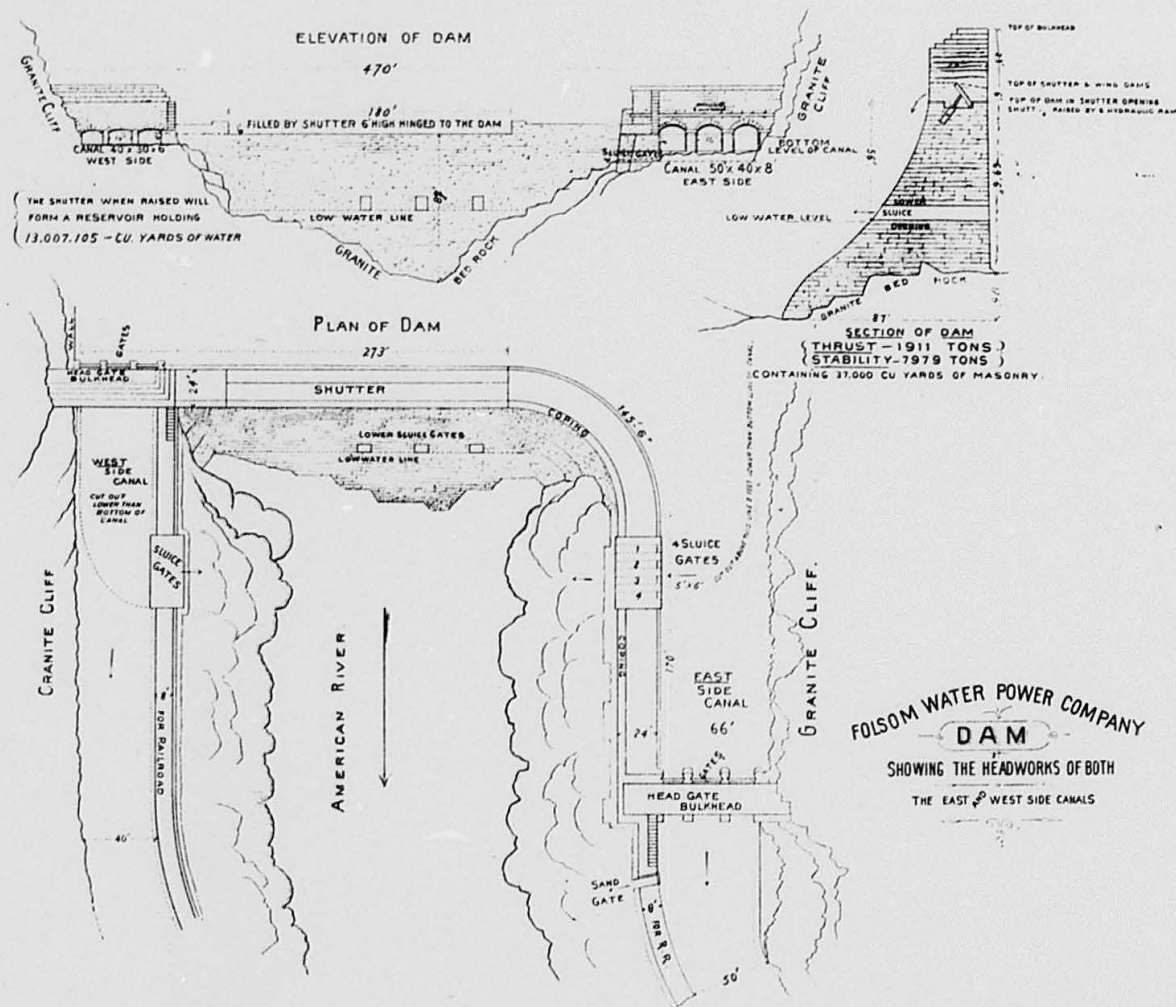 ELEVATION OF DAM
470'
GRANITE CLIFF
GRANITE CLIFF
180'
FILLED BY SHUTTER 6' HIGH HINGED TO THE DAM
CANAL 40 x 30 x 6
WEST SIDE
SLUICE GATES
CANAL 50' x 40 x 8'
EAST SIDE
BOTTOM
LEVEL OF CANAL
THE SHUTTER WHEN RAISED WILL
FORM A RESERVOIR HOLDING
13,007.105 – CU. YARDS OF WATER
LOW WATER LINE
GRANITE
BED ROCK
TOP OF BULKHEAD
TOP OF SHUTTER & WING DAMS
TOP OF DAM IN SHUTTER OPENING
SHUTT. RAISED BY 5 HYDRAULIC RAM
LOW WATER LEVEL
LOWER
SLUICE
OPENING
GRANITE BED ROCK
87'
SECTION OF DAM
THRUST – 1911 TONS
STABILITY – 7979 TONS
CONTAINING 37,000 CU YARDS OF MASONRY.
PLAN OF DAM
273'
WALL
GATES
HEAD GATE
BULKHEAD
24'
SHUTTER
COPING
145'-6"
LOWER SLUICE GATES
LOW WATER LINE
WEST
SIDE
CANAL
CUT OUT
LOWER THAN
BOTTOM OF
CANAL
SLUICE
GATES
GRANITE CLIFF
8'
FOR RAILROAD
40'
AMERICAN RIVER
1
2
3
4
4 SLUICE
GATES
5' x 6'
COPING
170'
24'
EAST
SIDE
CANAL
66'
GATES
HEAD GATE
BULKHEAD
GRANITE CLIFF.
SAND
GATE
8'
FOR R.R.
50'
FOLSOM WATER POWER COMPANY
DAM
SHOWING THE HEADWORKS OF BOTH
THE EAST AND WEST SIDE CANALS